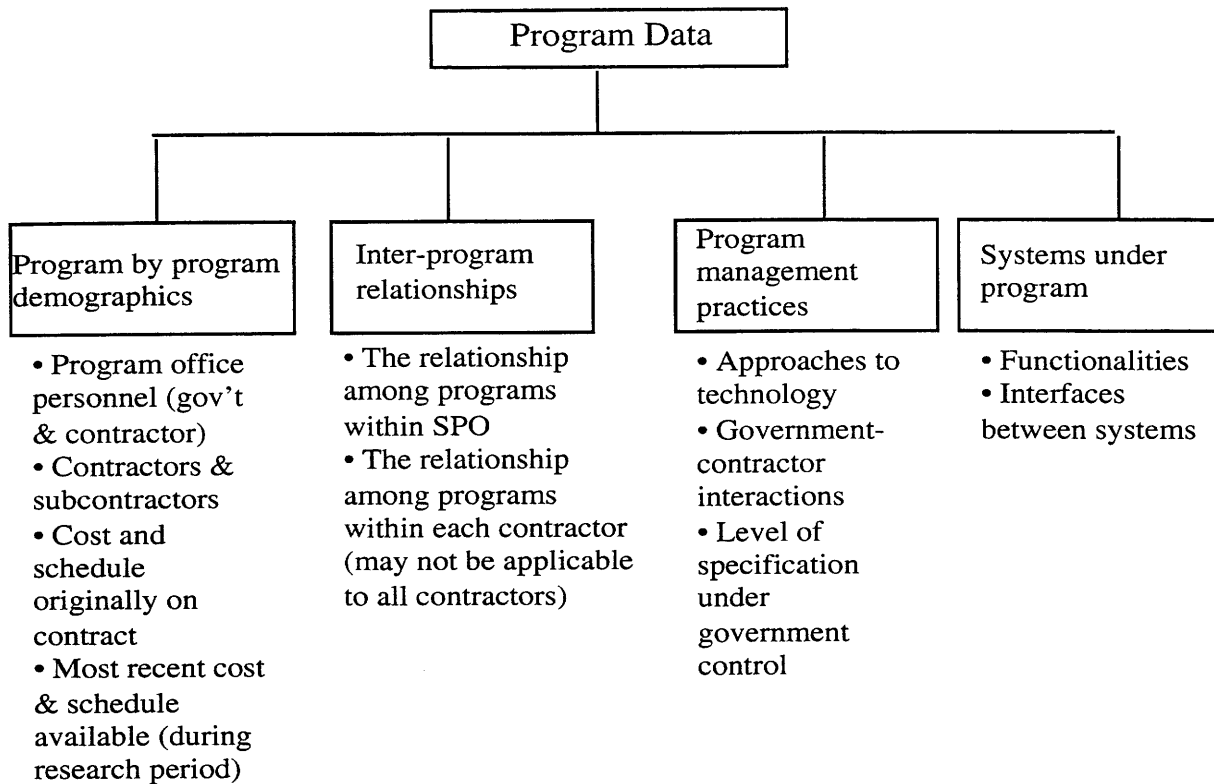 Program Data
Program by program
demographics
• Program office
personnel (gov't
& contractor)
• Contractors &
subcontractors
• Cost and
schedule
originally on
contract
• Most recent cost
& schedule
available (during
research period)
Inter-program
relationships
• The relationship
among programs
within SPO
• The relationship
among programs
within each contractor
(may not be applicable
to all contractors)
Program
management
practices
• Approaches to
technology
• Government-
contractor
interactions
• Level of
specification
under
government
control
Systems under
program
• Functionalities
• Interfaces
between systems